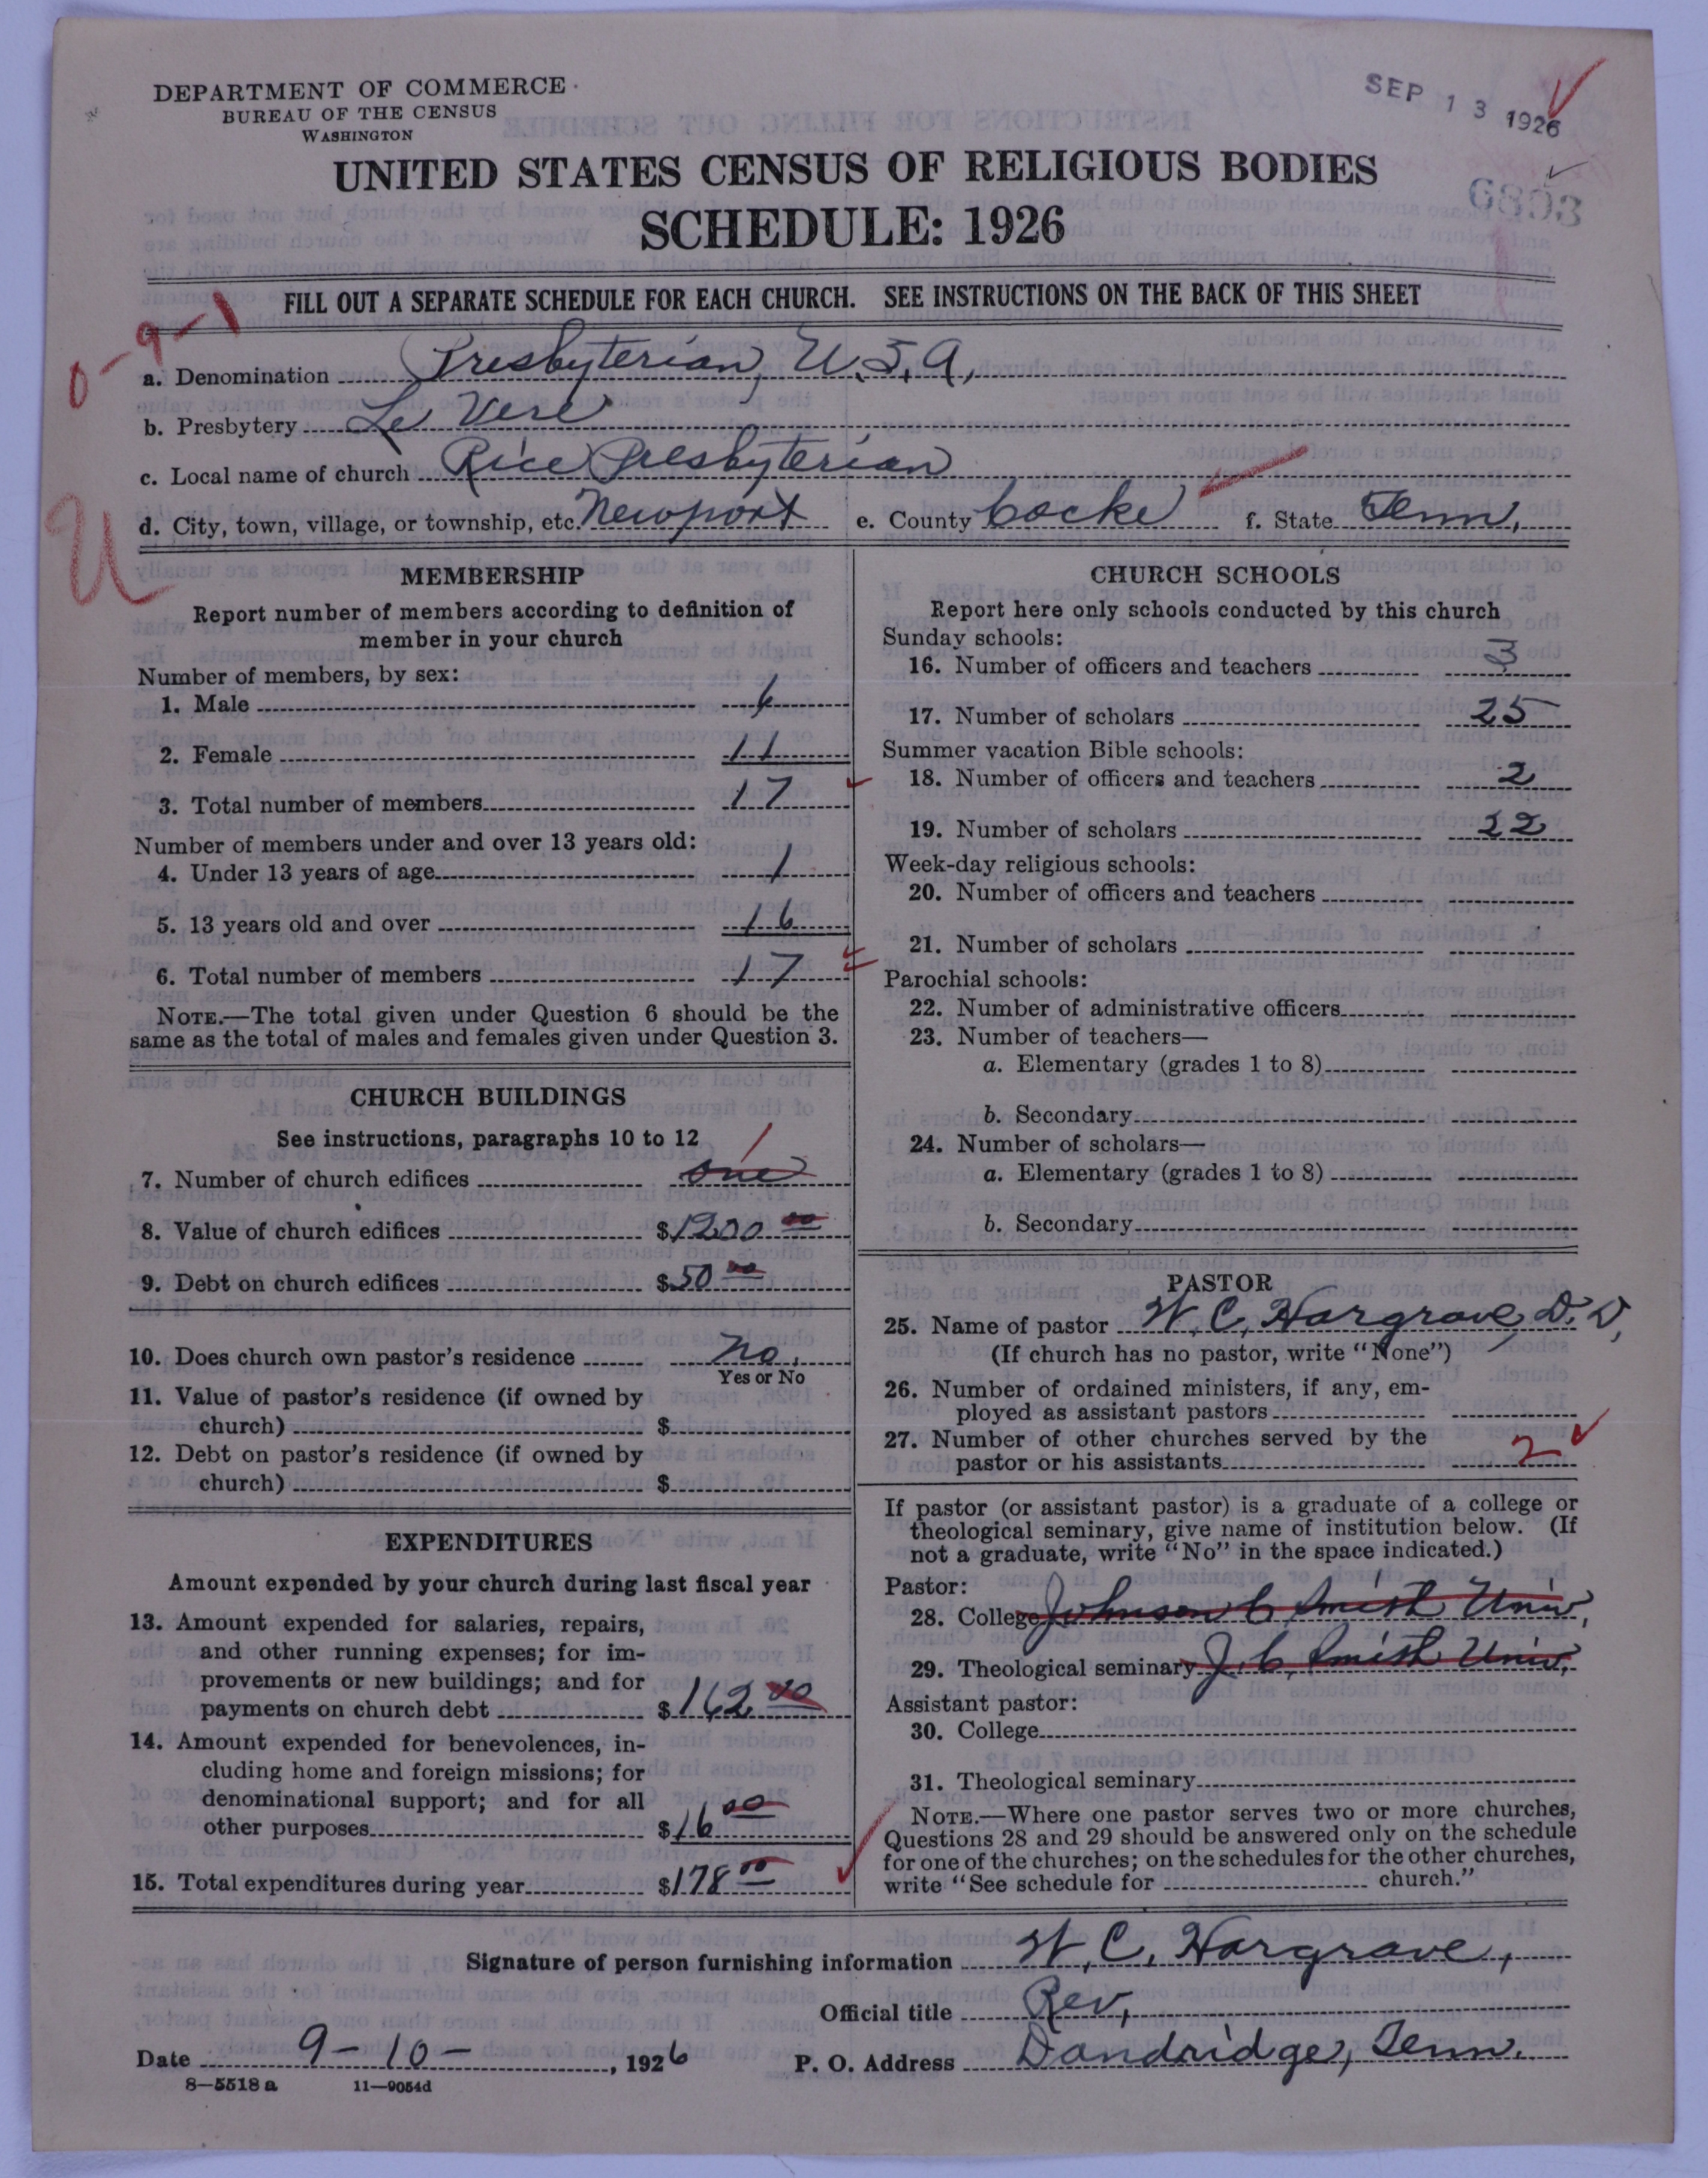 DEPARTMENT OF COMMERCE
BUREAU OF THE CENSUS
WASHINGTON
SEP 13 1926
UNITED STATES CENSUS OF RELIGIOUS BODIES
6893
SCHEDULE: 1926
FILL OUT A SEPARATE SCHEDULE FOR EACH CHURCH. SEE INSTRUCTIONS ON THE BACK OF THIS SHEET
0-9-1
a. Denomination Presbyterian, U.S.A,
b. Presbytery Le Vere
c. Local name of church Rice Presbyterian
U
d. City, town, village, or township, etc. Newport e. County Cocke f. State Tenn,
MEMBERSHIP
Report number of members according to definition of
member in your church
Number of members, by sex:
1. Male 6
2. Female 11
3. Total number of members 17
Number of members under and over 13 years old:
4. Under 13 years of age 1
5. 13 years old and over 16
6. Total number of members 17
NOTE.—The total given under Question 6 should be the
same as the total of males and females given under Question 3.
CHURCH BUILDINGS
See instructions, paragraphs 10 to 12
7. Number of church edifices one 1
8. Value of church edifices $1200 00
9. Debt on church edifices $50 00
10. Does church own pastor's residence No.
Yes or No
11. Value of pastor's residence (if owned by
church) $
12. Debt on pastor's residence (if owned by
church) $
EXPENDITURES
Amount expended by your church during last fiscal year
13. Amount expended for salaries, repairs,
and other running expenses; for im-
provements or new buildings; and for
payments on church debt $162 00
14. Amount expended for benevolences, in-
cluding home and foreign missions; for
denominational support; and for all
other purposes $16 00
15. Total expenditures during year $178 00
CHURCH SCHOOLS
Report here only schools conducted by this church
Sunday schools:
16. Number of officers and teachers 3
17. Number of scholars 25
Summer vacation Bible schools:
18. Number of officers and teachers 2
19. Number of scholars 22
Week-day religious schools:
20. Number of officers and teachers
21. Number of scholars
Parochial schools:
22. Number of administrative officers
23. Number of teachers—
a. Elementary (grades 1 to 8)
b. Secondary
24. Number of scholars—
a. Elementary (grades 1 to 8)
b. Secondary
PASTOR
25. Name of pastor W. C. Hargrave, D. D,
(If church has no pastor, write "None")
26. Number of ordained ministers, if any, em-
ployed as assistant pastors
27. Number of other churches served by the
pastor or his assistants 2
If pastor (or assistant pastor) is a graduate of a college or
theological seminary, give name of institution below. (If
not a graduate, write "No" in the space indicated.)
Pastor:
28. College Johnson C Smith Univ,
29. Theological seminary J. C. Smith Univ.
Assistant pastor:
30. College
31. Theological seminary
NOTE.—Where one pastor serves two or more churches,
Questions 28 and 29 should be answered only on the schedule
for one of the churches; on the schedules for the other churches,
write "See schedule for church."
Signature of person furnishing information W. C. Hargrave,
Official title Rev,
Date 9-10-, 1926 P. O. Address Dandridge, Tenn.
8—5518 a 11—9054d